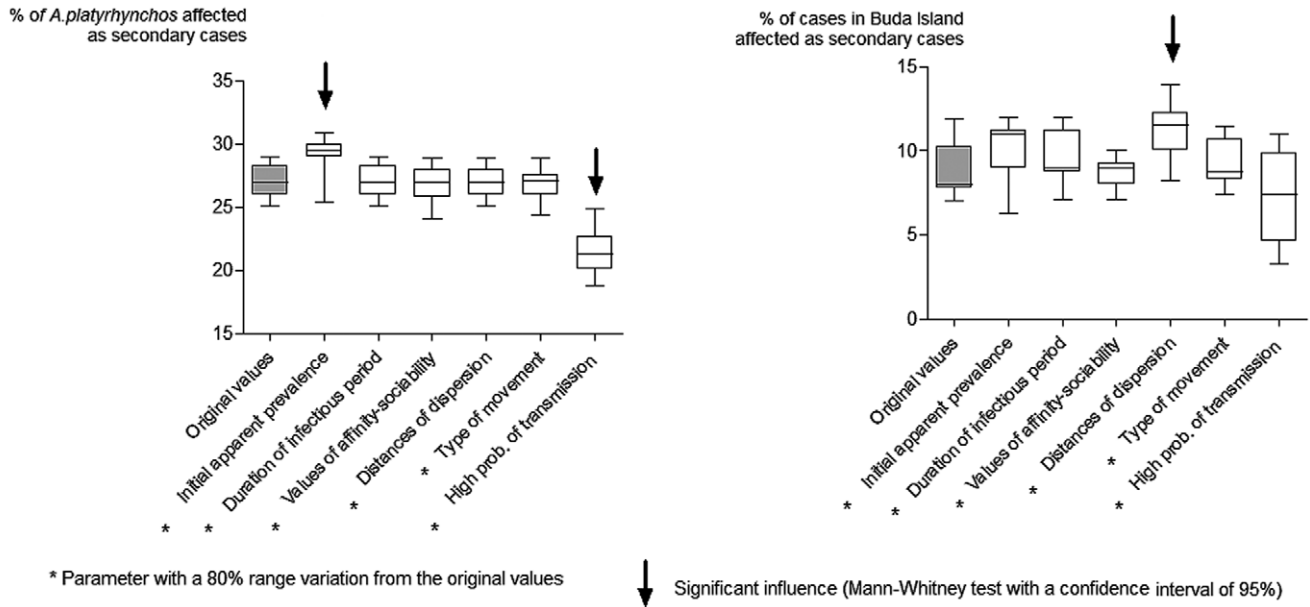 % of A.platyrhynchos affected
as secondary cases
35
30
25
20
15
Original values
* Initial apparent prevalence
* Duration of infectious period
* Values of affinity-sociability
* Distances of dispersion
* Type of movement
* High prob. of transmission
% of cases in Buda Island
affected as secondary cases
15
10
5
0
Original values
* Initial apparent prevalence
* Duration of infectious period
* Values of affinity-sociability
* Distances of dispersion
* Type of movement
* High prob. of transmission
* Parameter with a 80% range variation from the original values
Significant influence (Mann-Whitney test with a confidence interval of 95%)